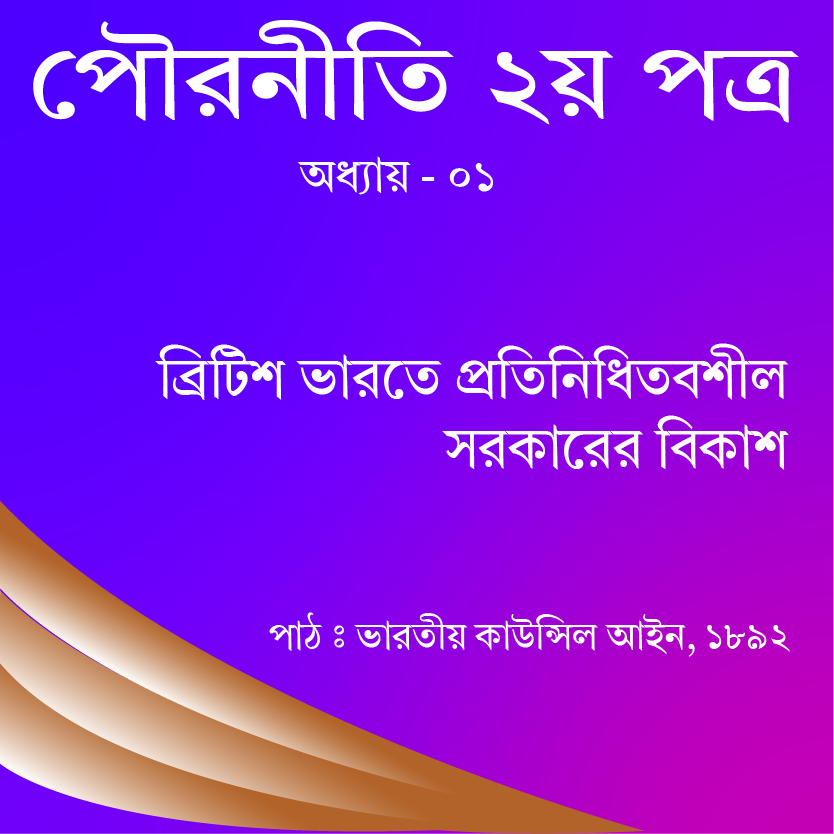 পৌরনীতি ২য় পত্র
অধ্যায় - ০১
ব্রিটিশ ভারতে প্রতিনিধিতবশীল
সরকারের বিকাশ
পাঠ ঃ ভারতীয় কাউন্সিল আইন, ১৮৯২